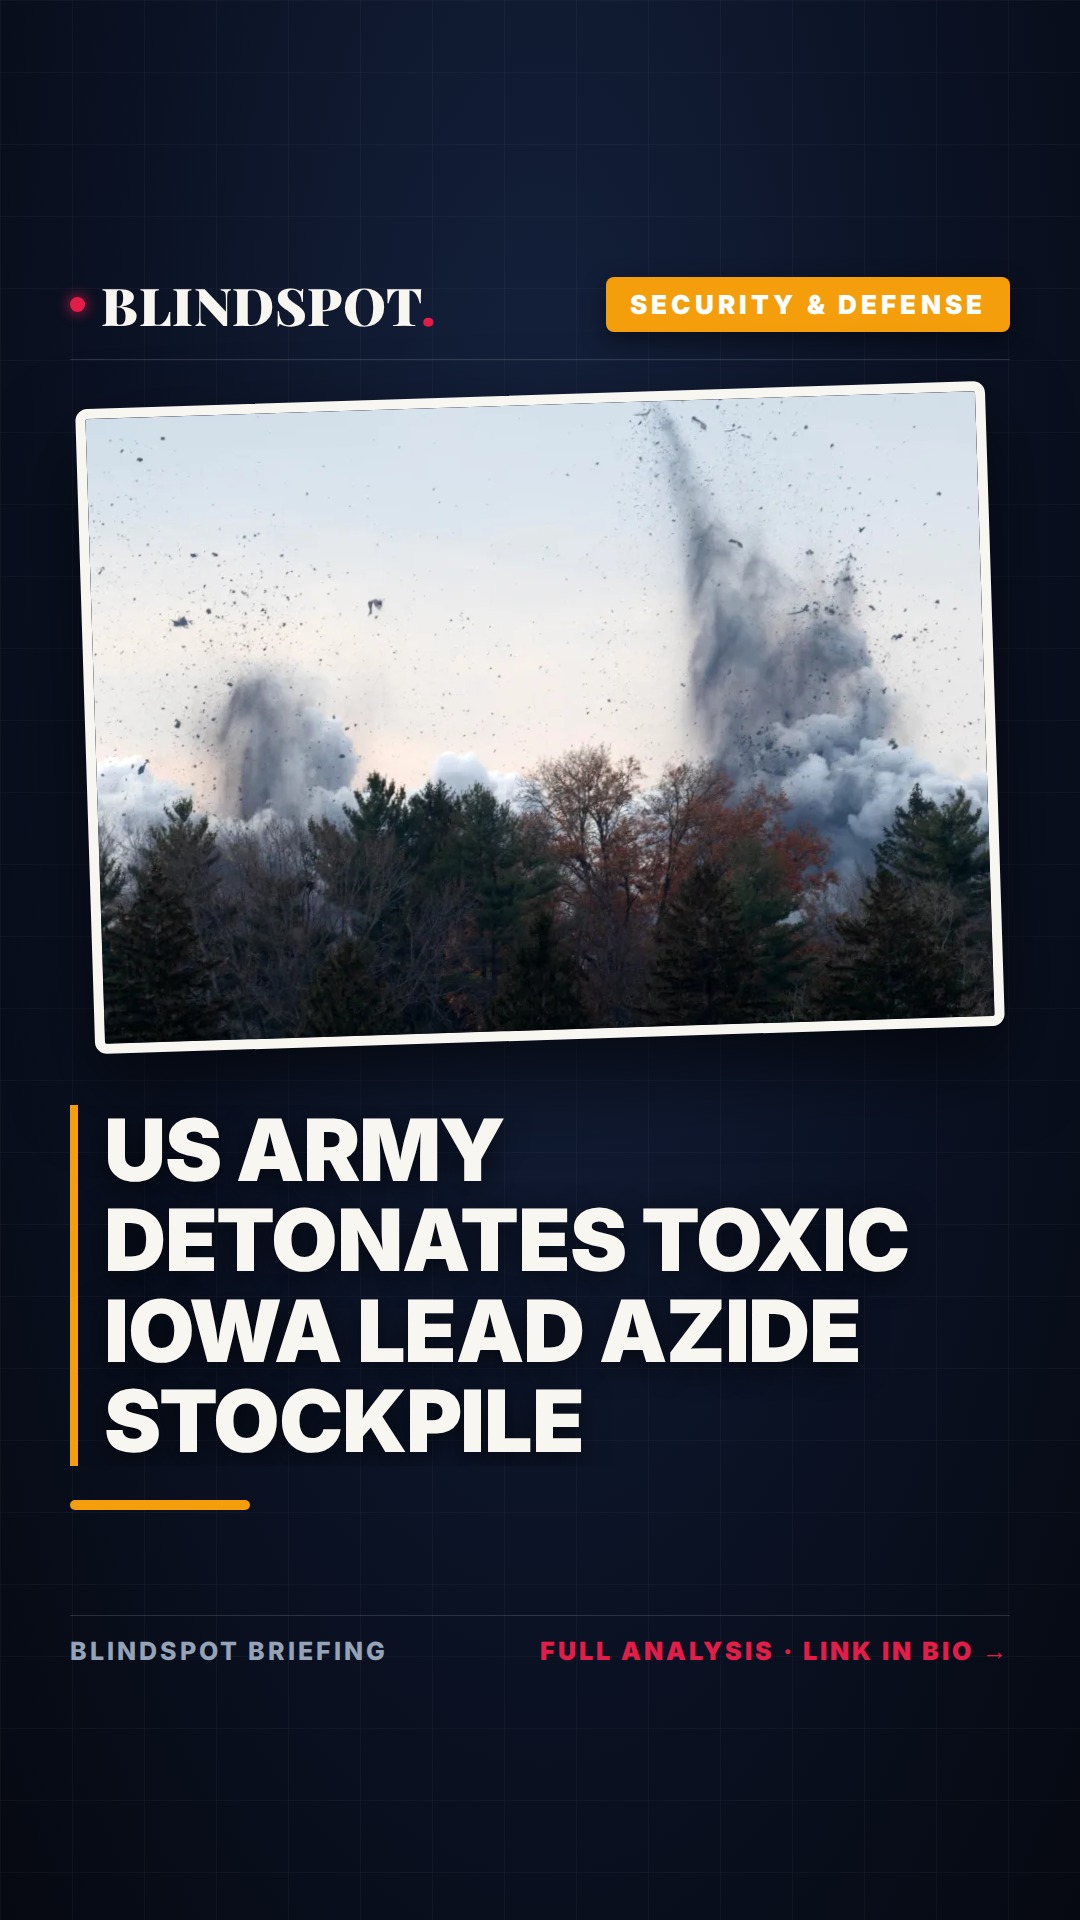 BLINDSPOT.
SECURITY & DEFENSE
US ARMY
DETONATES TOXIC
IOWA LEAD AZIDE
STOCKPILE
BLINDSPOT BRIEFING
FULL ANALYSIS · LINK IN BIO →